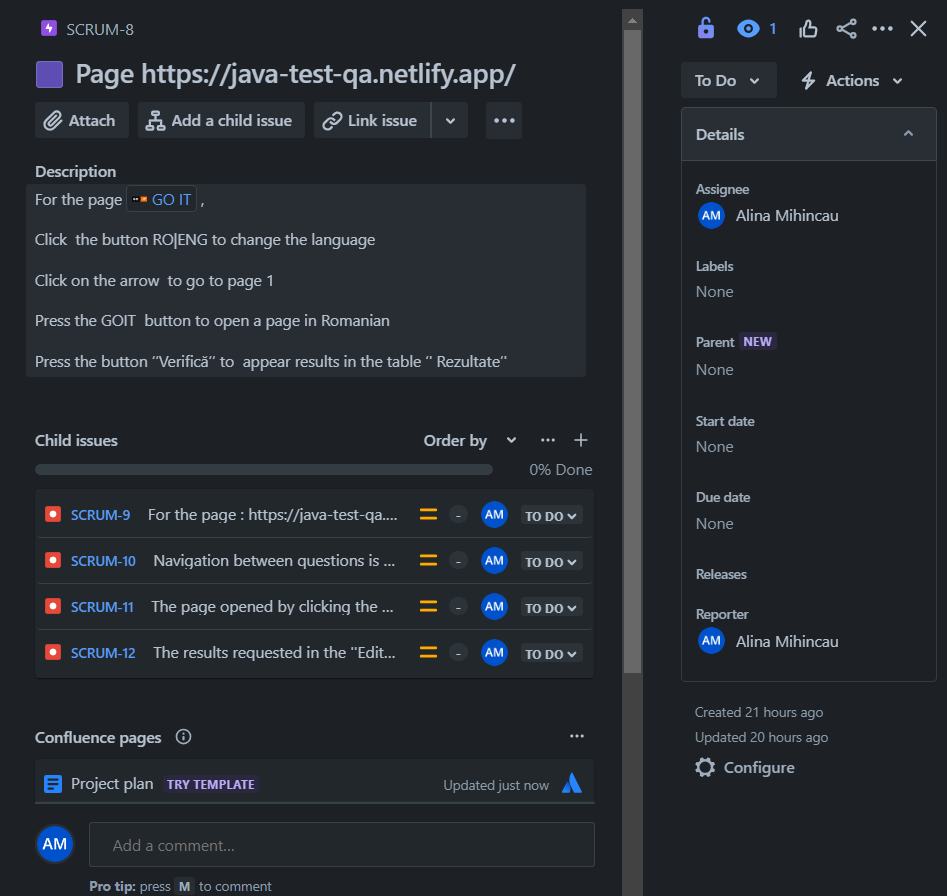 SCRUM-8
Page https://java-test-qa.netlify.app/
Attach
Add a child issue
Link issue
Description
For the page GO IT ,
Click the button RO|ENG to change the language
Click on the arrow to go to page 1
Press the GOIT button to open a page in Romanian
Press the button ‘’Verifică’’ to appear results in the table ‘’ Rezultate’’
Child issues
Order by
0% Done
SCRUM-9 For the page : https://java-test-qa.... - AM TO DO
SCRUM-10 Navigation between questions is ... - AM TO DO
SCRUM-11 The page opened by clicking the ... - AM TO DO
SCRUM-12 The results requested in the ''Edit... - AM TO DO
Confluence pages
Project plan TRY TEMPLATE Updated just now
AM Add a comment...
Pro tip: press M to comment
1
To Do
Actions
Details
Assignee
AM Alina Mihincau
Labels
None
Parent NEW
None
Start date
None
Due date
None
Releases
Reporter
AM Alina Mihincau
Created 21 hours ago
Updated 20 hours ago
Configure